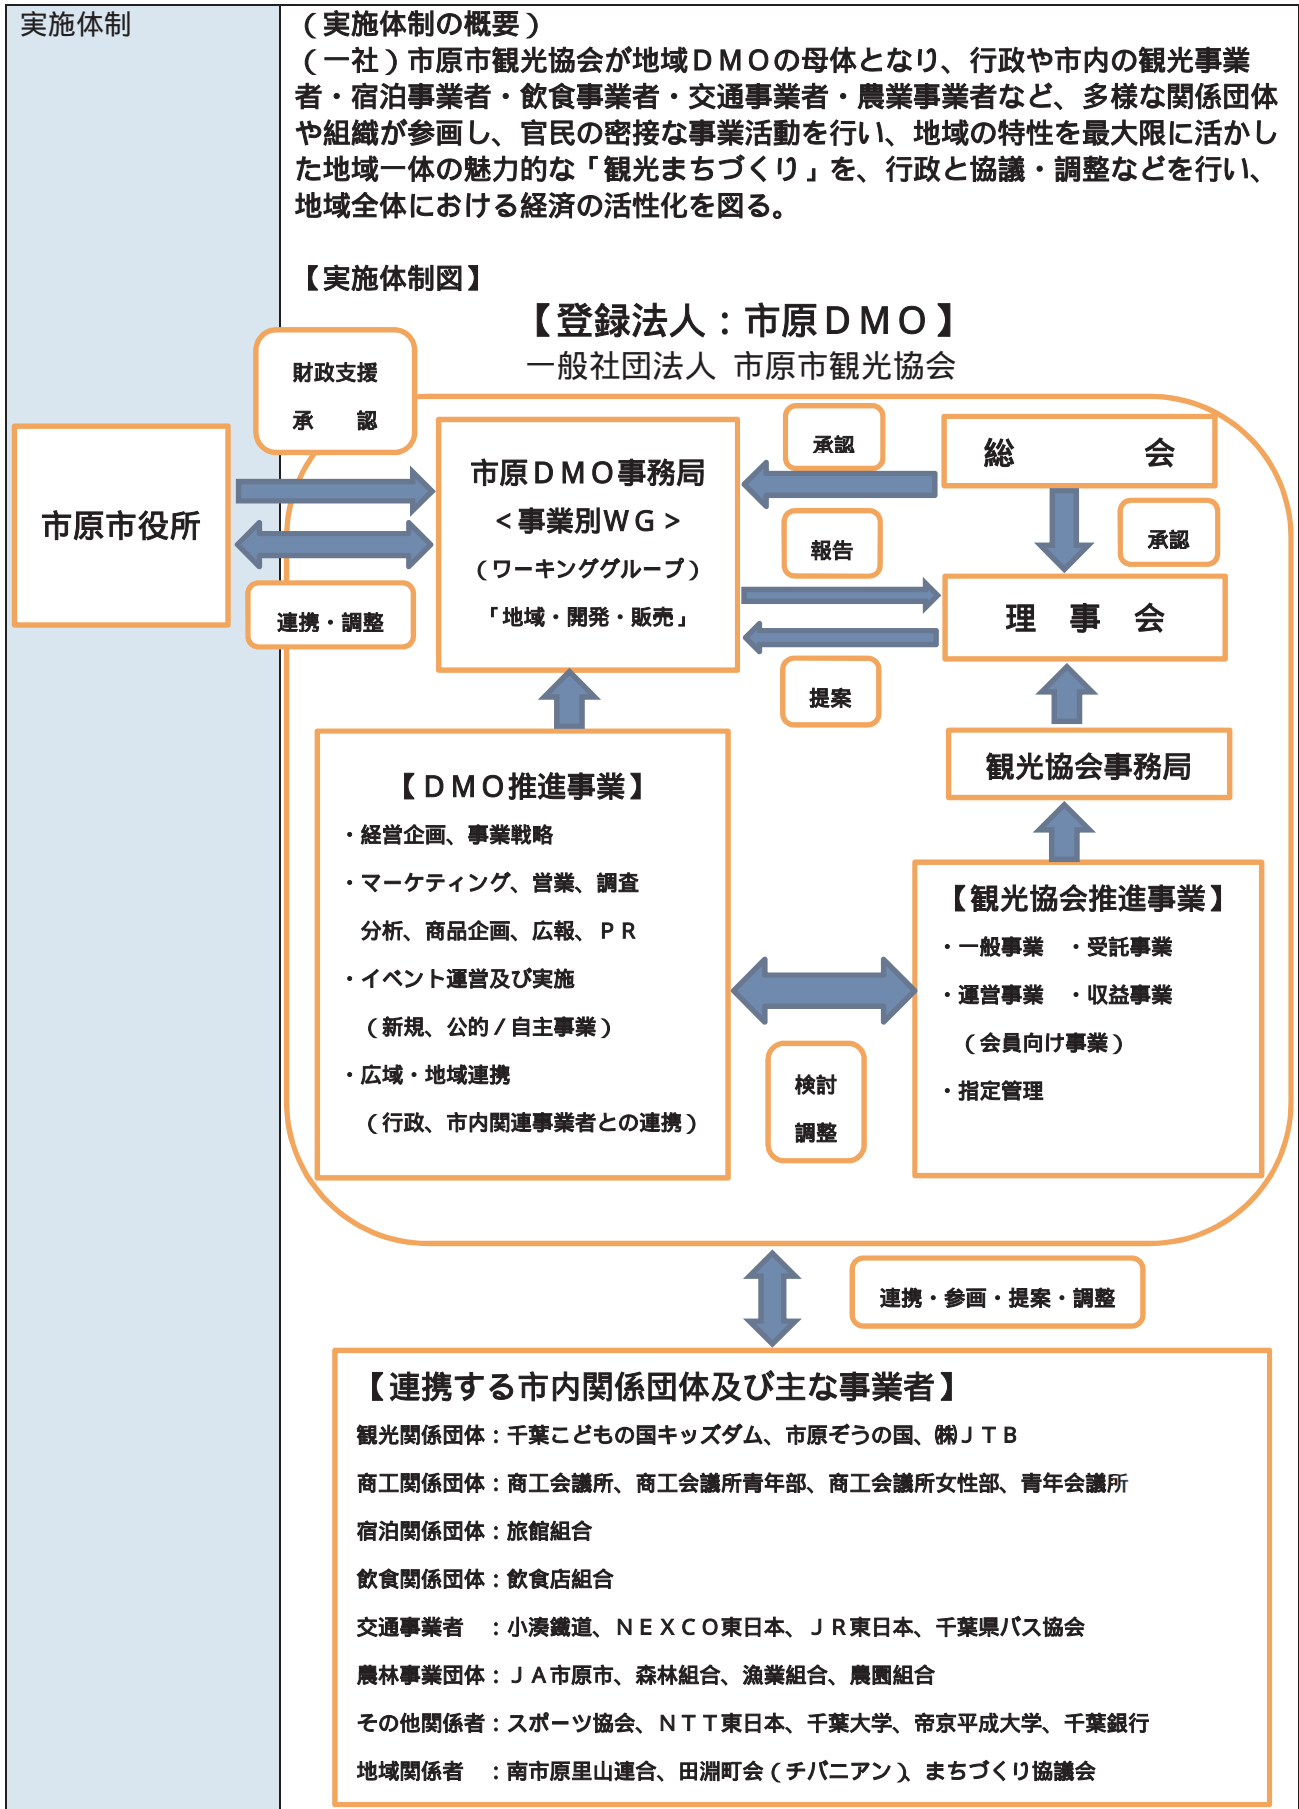 実施体制
（実施体制の概要）
（一社）市原市観光協会が地域ＤＭＯの母体となり、行政や市内の観光事業
者・宿泊事業者・飲食事業者・交通事業者・農業事業者など、多様な関係団体
や組織が参画し、官民の密接な事業活動を行い、地域の特性を最大限に活かし
た地域一体の魅力的な「観光まちづくり」を、行政と協議・調整などを行い、
地域全体における経済の活性化を図る。
【実施体制図】
【登録法人：市原ＤＭＯ】
一般社団法人 市原市観光協会
財政支援
承　認
市原市役所
連携・調整
市原ＤＭＯ事務局
＜事業別ＷＧ＞
（ワーキンググループ）
「地域・開発・販売」
承認
報告
提案
総　会
承認
理　事　会
観光協会事務局
【ＤＭＯ推進事業】
・経営企画、事業戦略
・マーケティング、営業、調査
分析、商品企画、広報、ＰＲ
・イベント運営及び実施
（新規、公的／自主事業）
・広域・地域連携
（行政、市内関連事業者との連携）
検討
調整
【観光協会推進事業】
・一般事業　・受託事業
・運営事業　・収益事業
（会員向け事業）
・指定管理
連携・参画・提案・調整
【連携する市内関係団体及び主な事業者】
観光関係団体：千葉こどもの国キッズダム、市原ぞうの国、㈱ＪＴＢ
商工関係団体：商工会議所、商工会議所青年部、商工会議所女性部、青年会議所
宿泊関係団体：旅館組合
飲食関係団体：飲食店組合
交通事業者　：小湊鐵道、ＮＥＸＣＯ東日本、ＪＲ東日本、千葉県バス協会
農林事業団体：ＪＡ市原市、森林組合、漁業組合、農園組合
その他関係者：スポーツ協会、ＮＴＴ東日本、千葉大学、帝京平成大学、千葉銀行
地域関係者　：南市原里山連合、田淵町会（チバニアン）、まちづくり協議会